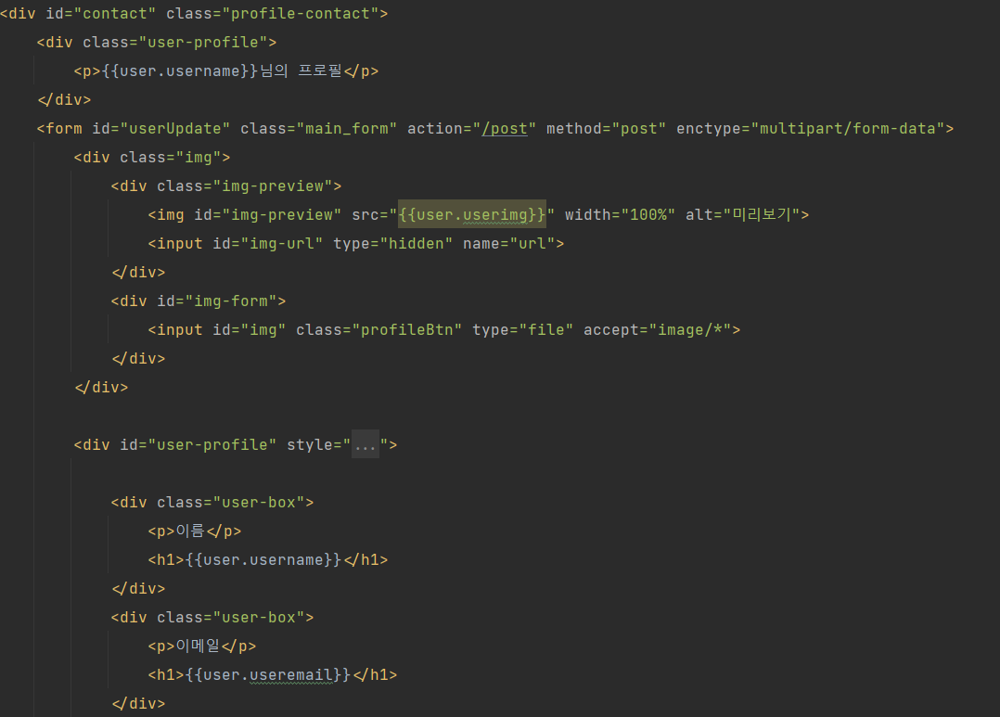 <div id="contact" class="profile-contact">
    <div class="user-profile">
        <p>{{user.username}}님의 프로필</p>
    </div>
    <form id="userUpdate" class="main_form" action="/post" method="post" enctype="multipart/form-data">
        <div class="img">
            <div class="img-preview">
                <img id="img-preview" src="{{user.userimg}}" width="100%" alt="미리보기">
                <input id="img-url" type="hidden" name="url">
            </div>
            <div id="img-form">
                <input id="img" class="profileBtn" type="file" accept="image/*">
            </div>
        </div>
        <div id="user-profile" style="...">
            <div class="user-box">
                <p>이름</p>
                <h1>{{user.username}}</h1>
            </div>
            <div class="user-box">
                <p>이메일</p>
                <h1>{{user.useremail}}</h1>
            </div>